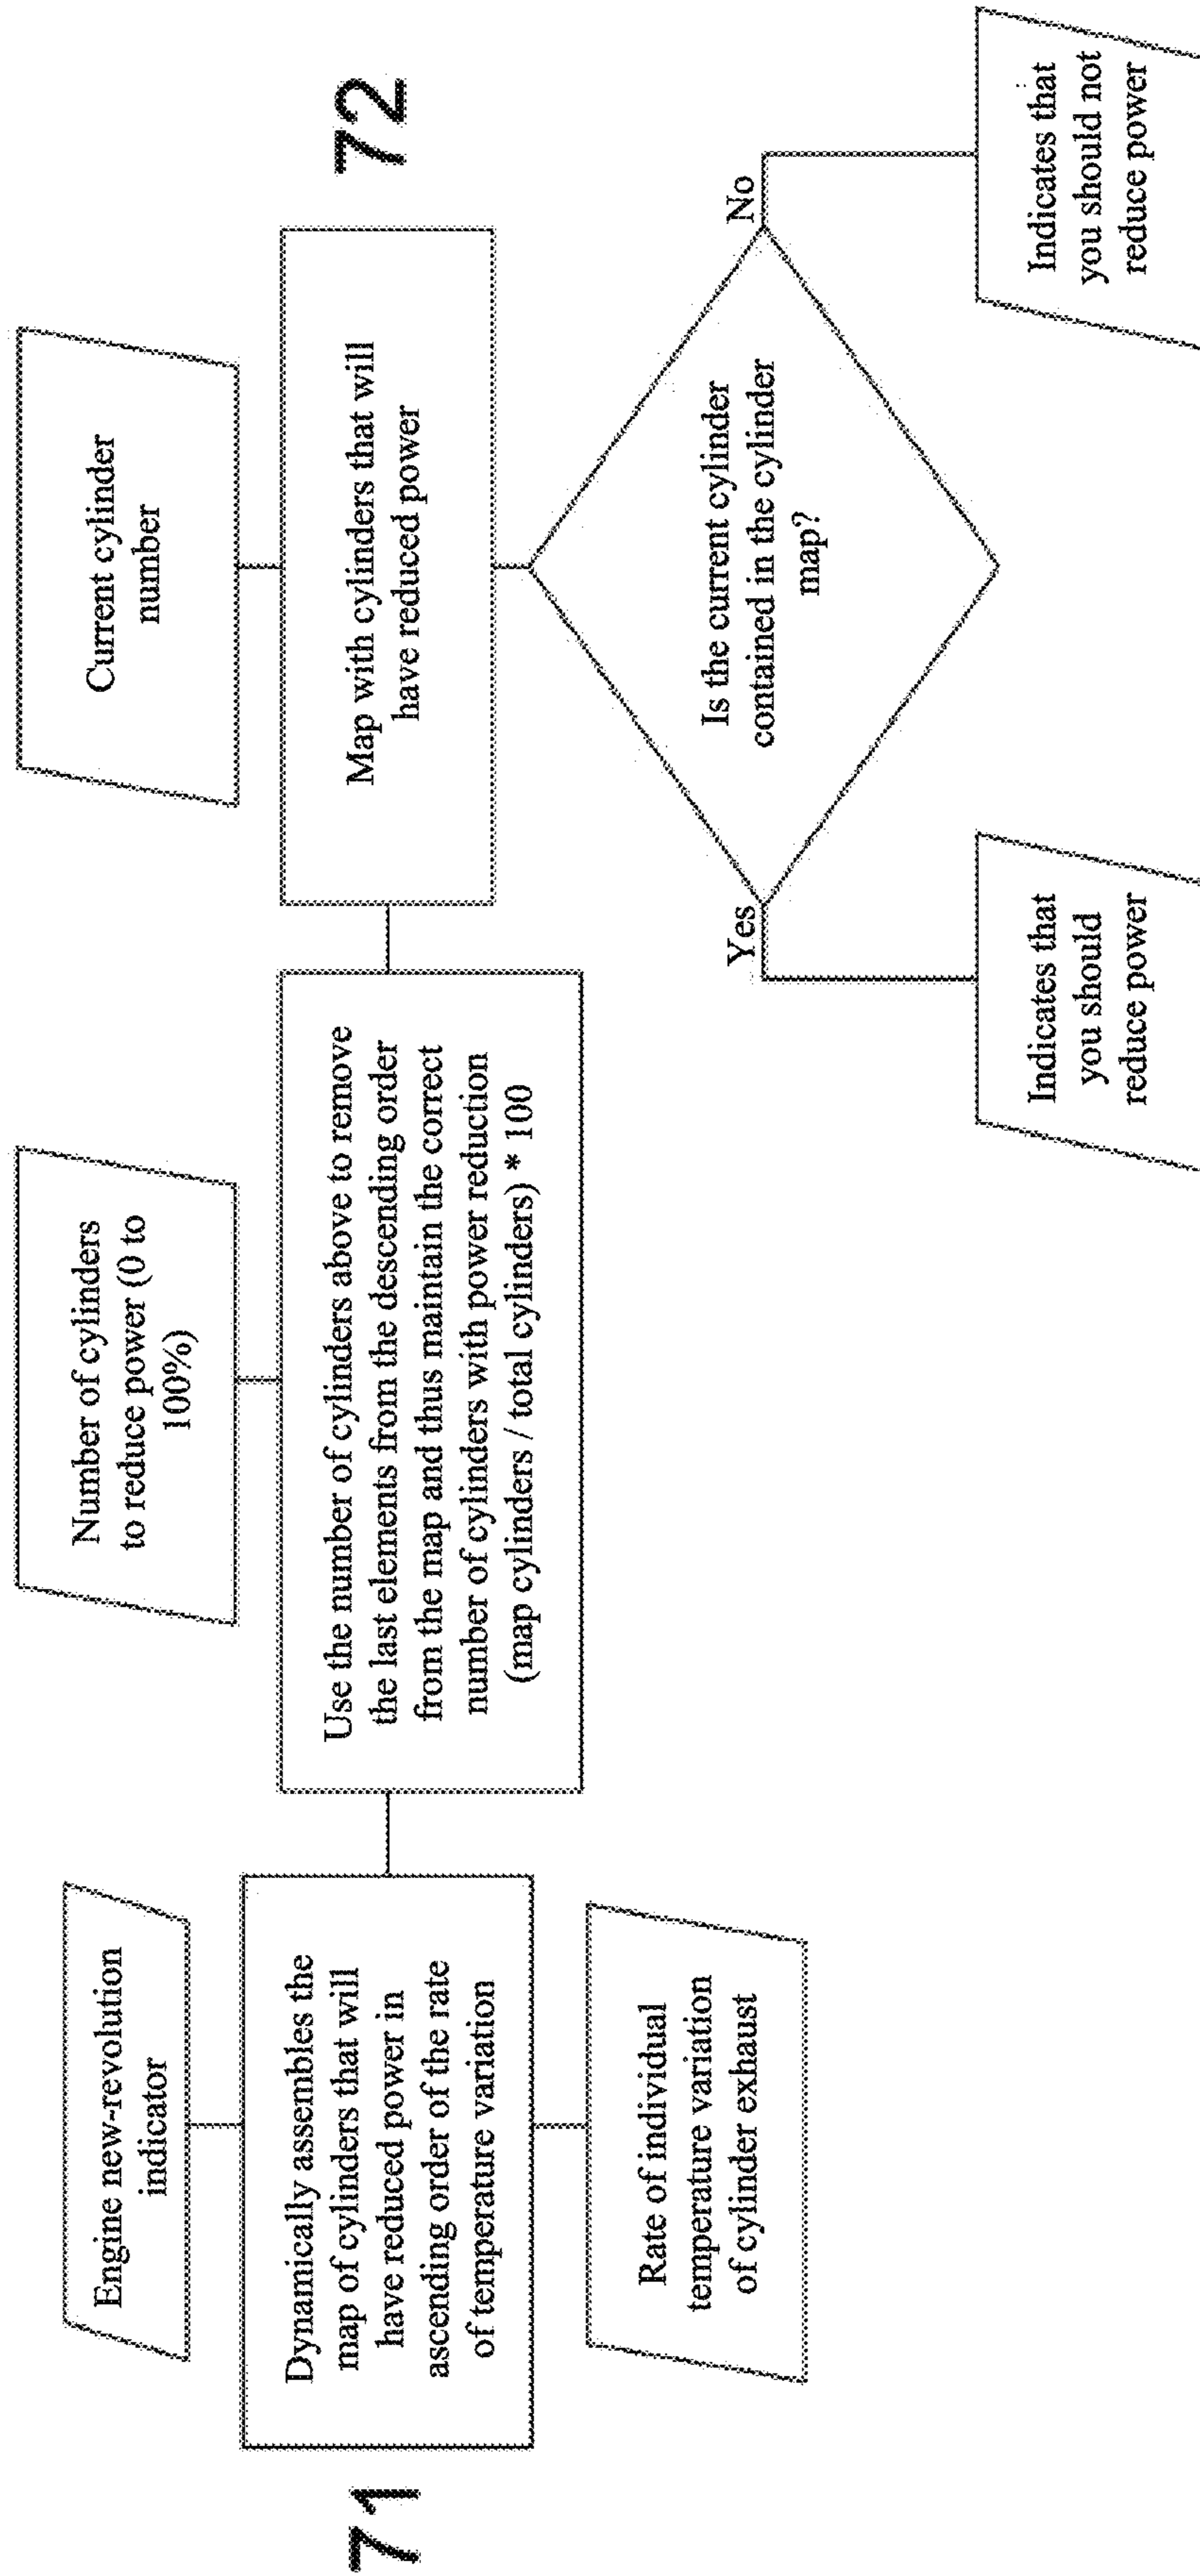 71
Engine new-revolution
indicator
Dynamically assembles the
map of cylinders that will
have reduced power in
ascending order of the rate
of temperature variation
Rate of individual
temperature variation
of cylinder exhaust
Number of cylinders
to reduce power (0 to
100%)
Use the number of cylinders above to remove
the last elements from the descending order
from the map and thus maintain the correct
number of cylinders with power reduction
(map cylinders / total cylinders) * 100
Current cylinder
number
72
Map with cylinders that will
have reduced power
Is the current cylinder
contained in the cylinder
map?
Yes
No
Indicates that
you should
reduce power
Indicates that
you should not
reduce power